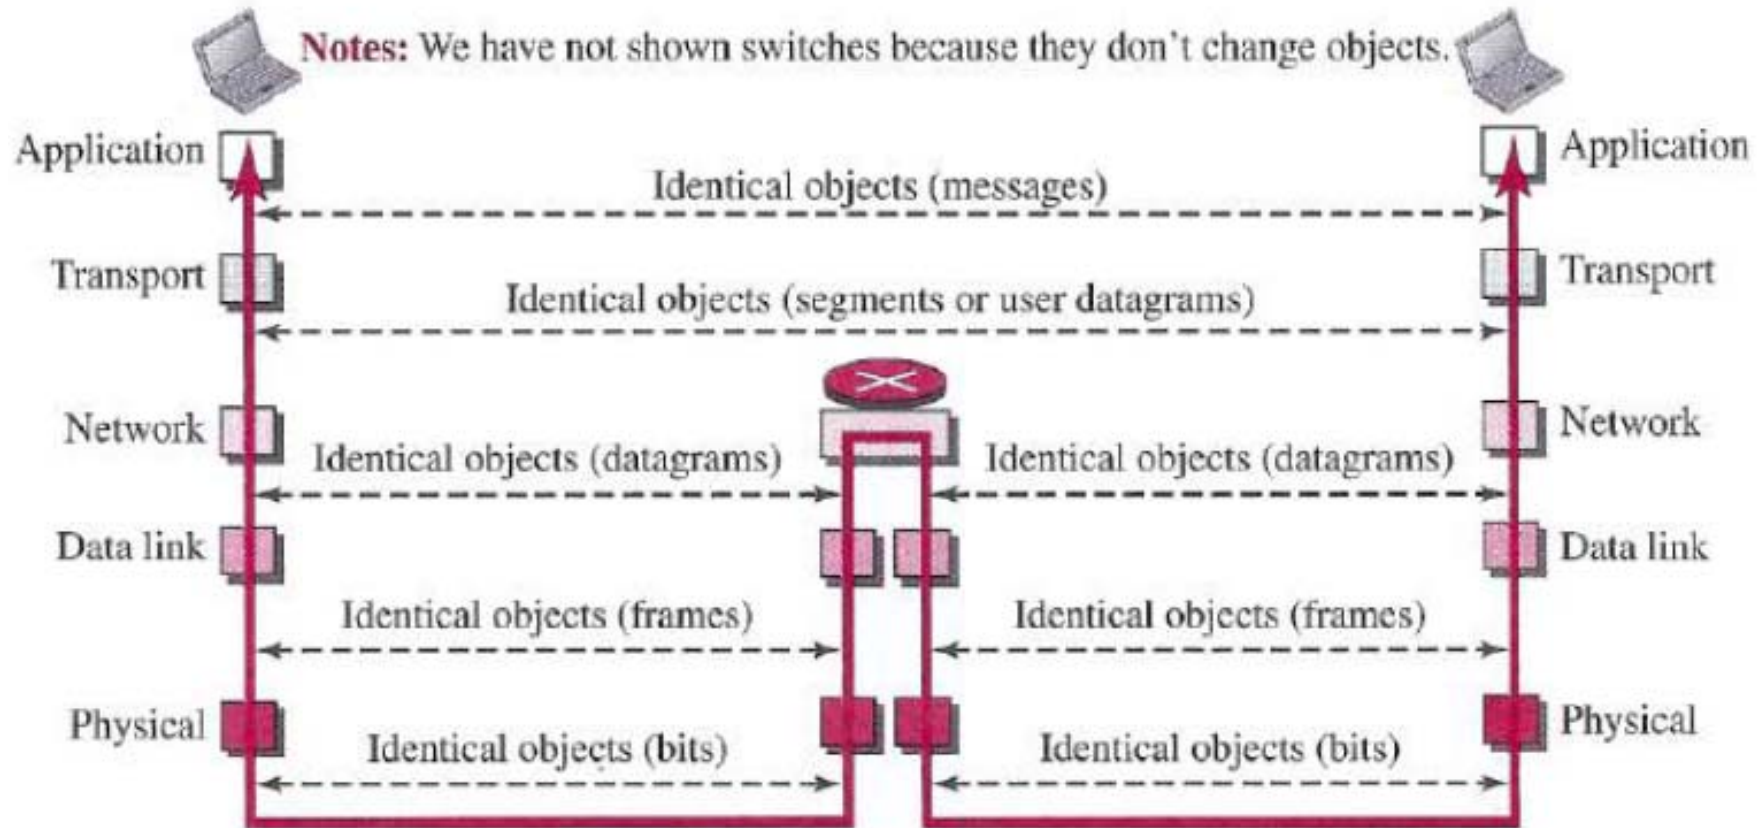 Notes: We have not shown switches because they don't change objects.
Application
Application
Identical objects (messages)
Transport
Transport
Identical objects (segments or user datagrams)
Network
Network
Identical objects (datagrams)
Identical objects (datagrams)
Data link
Data link
Identical objects (frames)
Identical objects (frames)
Physical
Physical
Identical objects (bits)
Identical objects (bits)